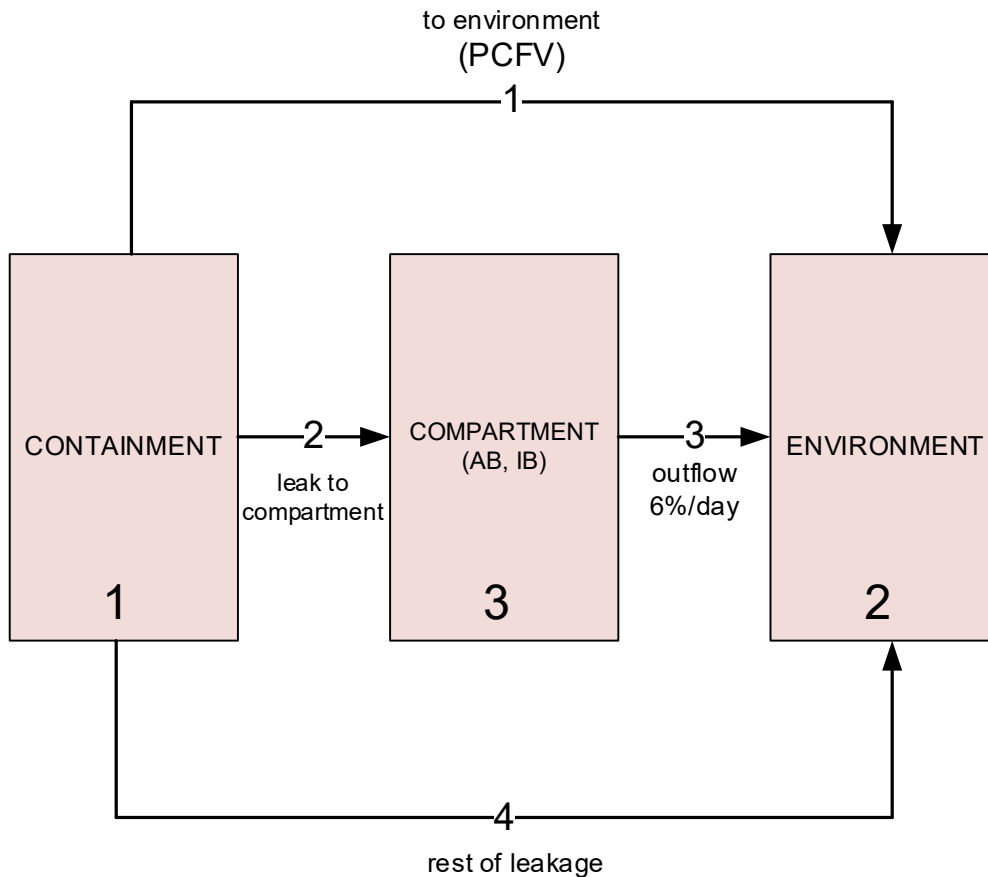 to environment
(PCFV)
1
CONTAINMENT
1
2
leak to
compartment
COMPARTMENT
(AB, IB)
3
3
outflow
6%/day
ENVIRONMENT
2
4
rest of leakage